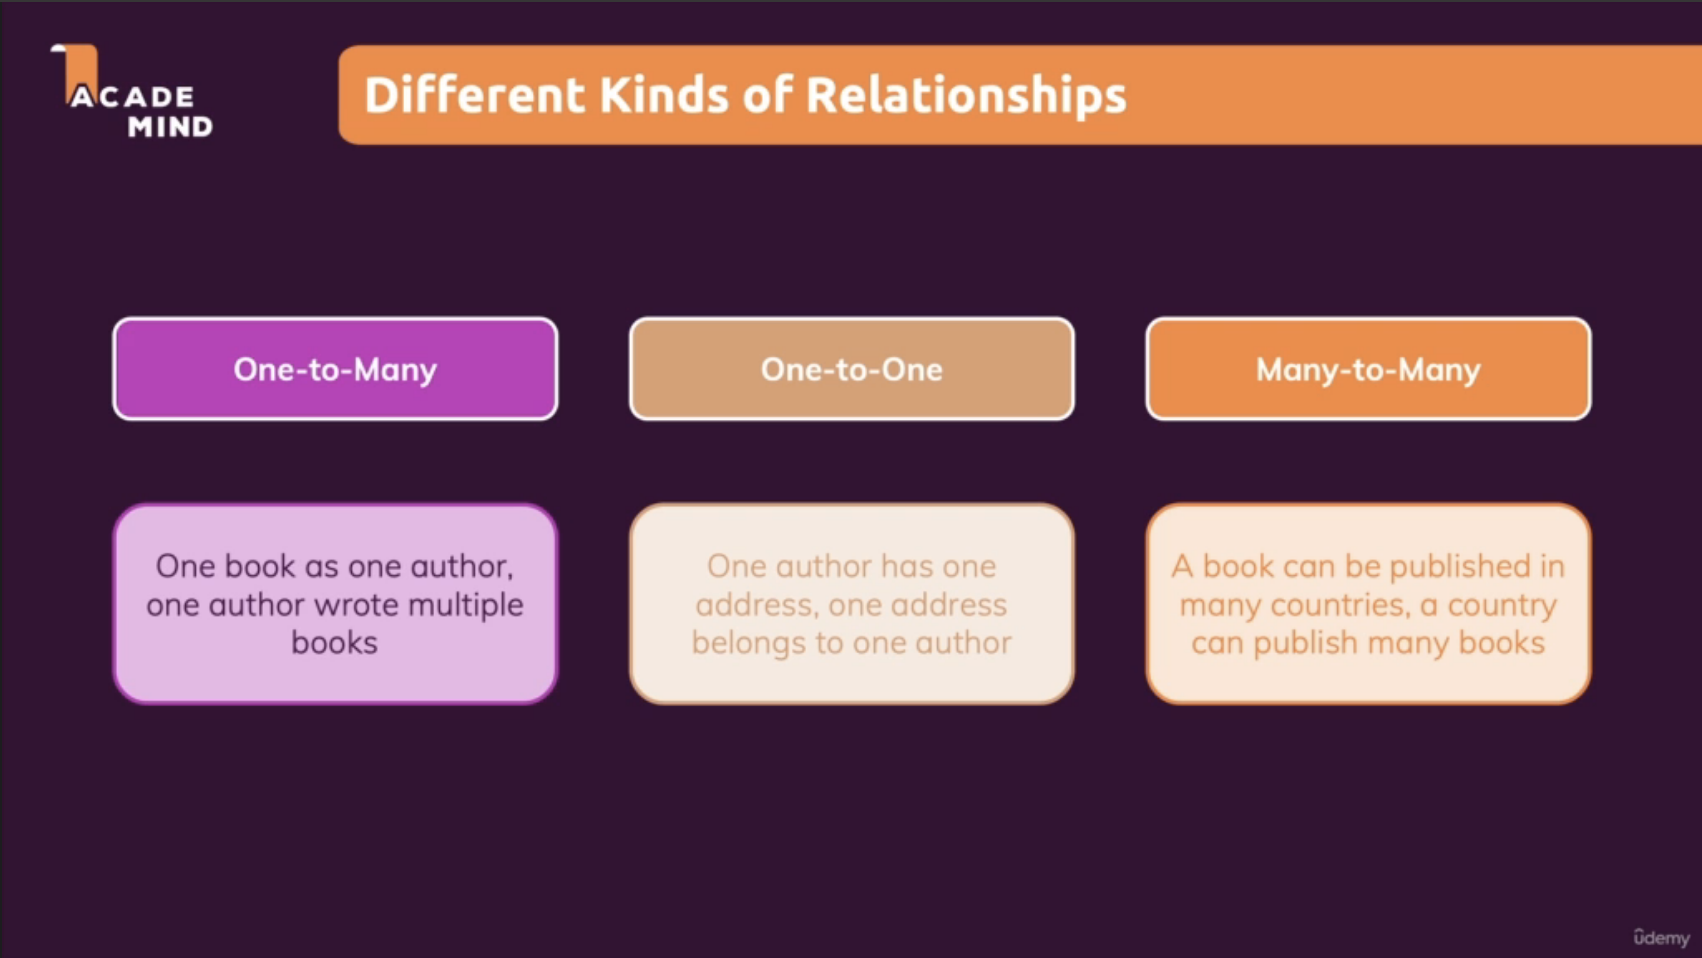 ACADE
MIND
Different Kinds of Relationships
One-to-Many
One-to-One
Many-to-Many
One book as one author,
one author wrote multiple
books
One author has one
address, one address
belongs to one author
A book can be published in
many countries, a country
can publish many books
ûdemy